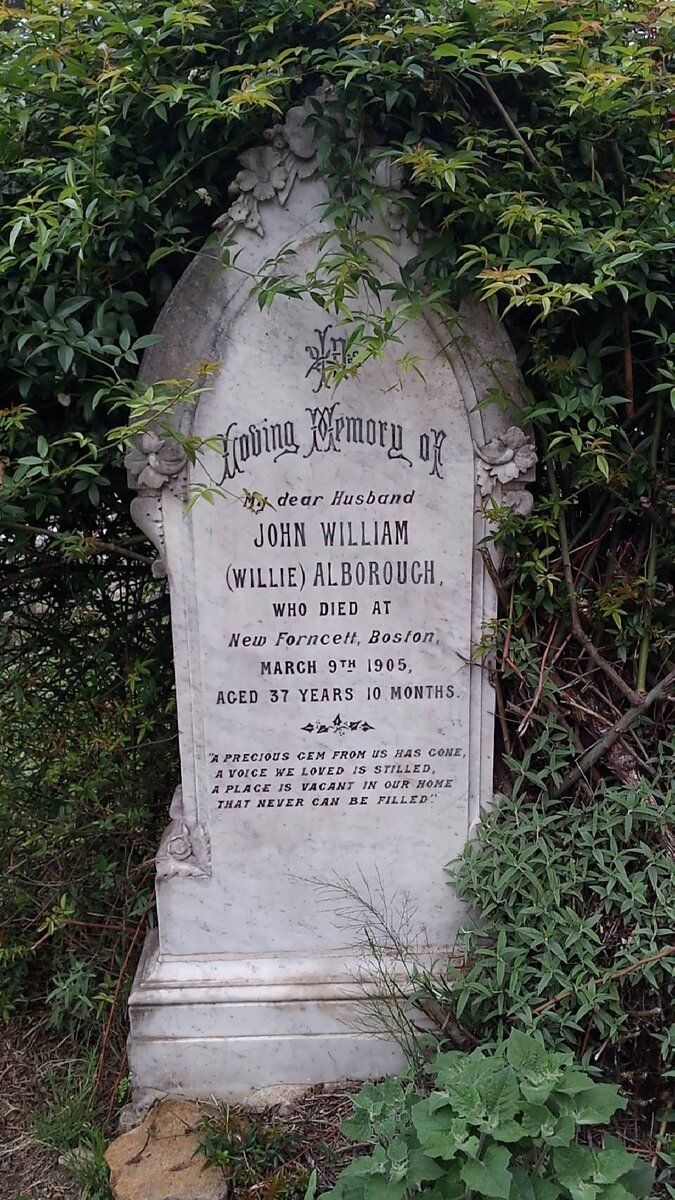 In
Loving Memory of
My dear Husband
JOHN WILLIAM
(WILLIE) ALBOROUGH,
WHO DIED AT
New Forncett, Boston,
MARCH 9TH 1905,
AGED 37 YEARS 10 MONTHS.
"A PRECIOUS GEM FROM US HAS GONE,
A VOICE WE LOVED IS STILLED,
A PLACE IS VACANT IN OUR HOME
THAT NEVER CAN BE FILLED".